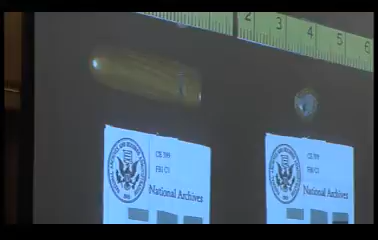 2 3 4 5 6
CE 399
FBI C1
National Archives
CE 399
FBI C1
National Archives